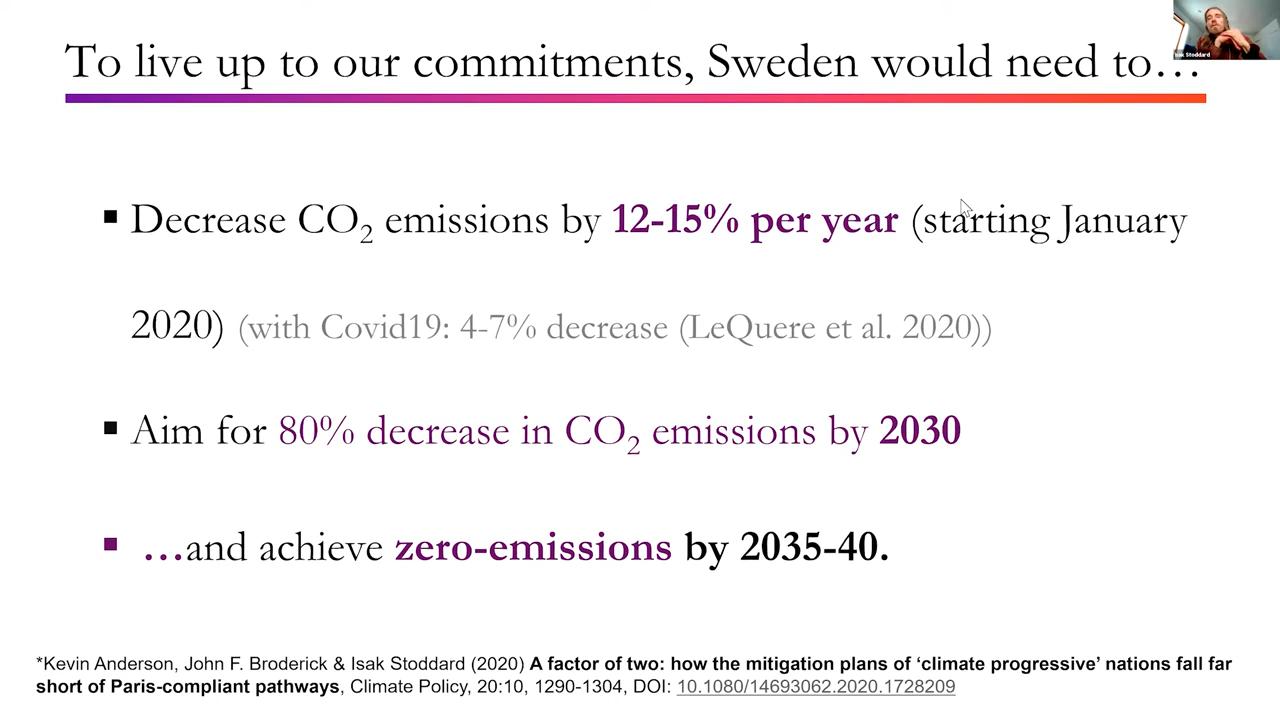 To live up to our commitments, Sweden would need to…
Isak Stoddard
▪ Decrease CO₂ emissions by 12-15% per year (starting January
2020) (with Covid19: 4-7% decrease (LeQuere et al. 2020))
▪ Aim for 80% decrease in CO₂ emissions by 2030
▪ …and achieve zero-emissions by 2035-40.
*Kevin Anderson, John F. Broderick & Isak Stoddard (2020) A factor of two: how the mitigation plans of ‘climate progressive’ nations fall far
short of Paris-compliant pathways, Climate Policy, 20:10, 1290-1304, DOI: 10.1080/14693062.2020.1728209